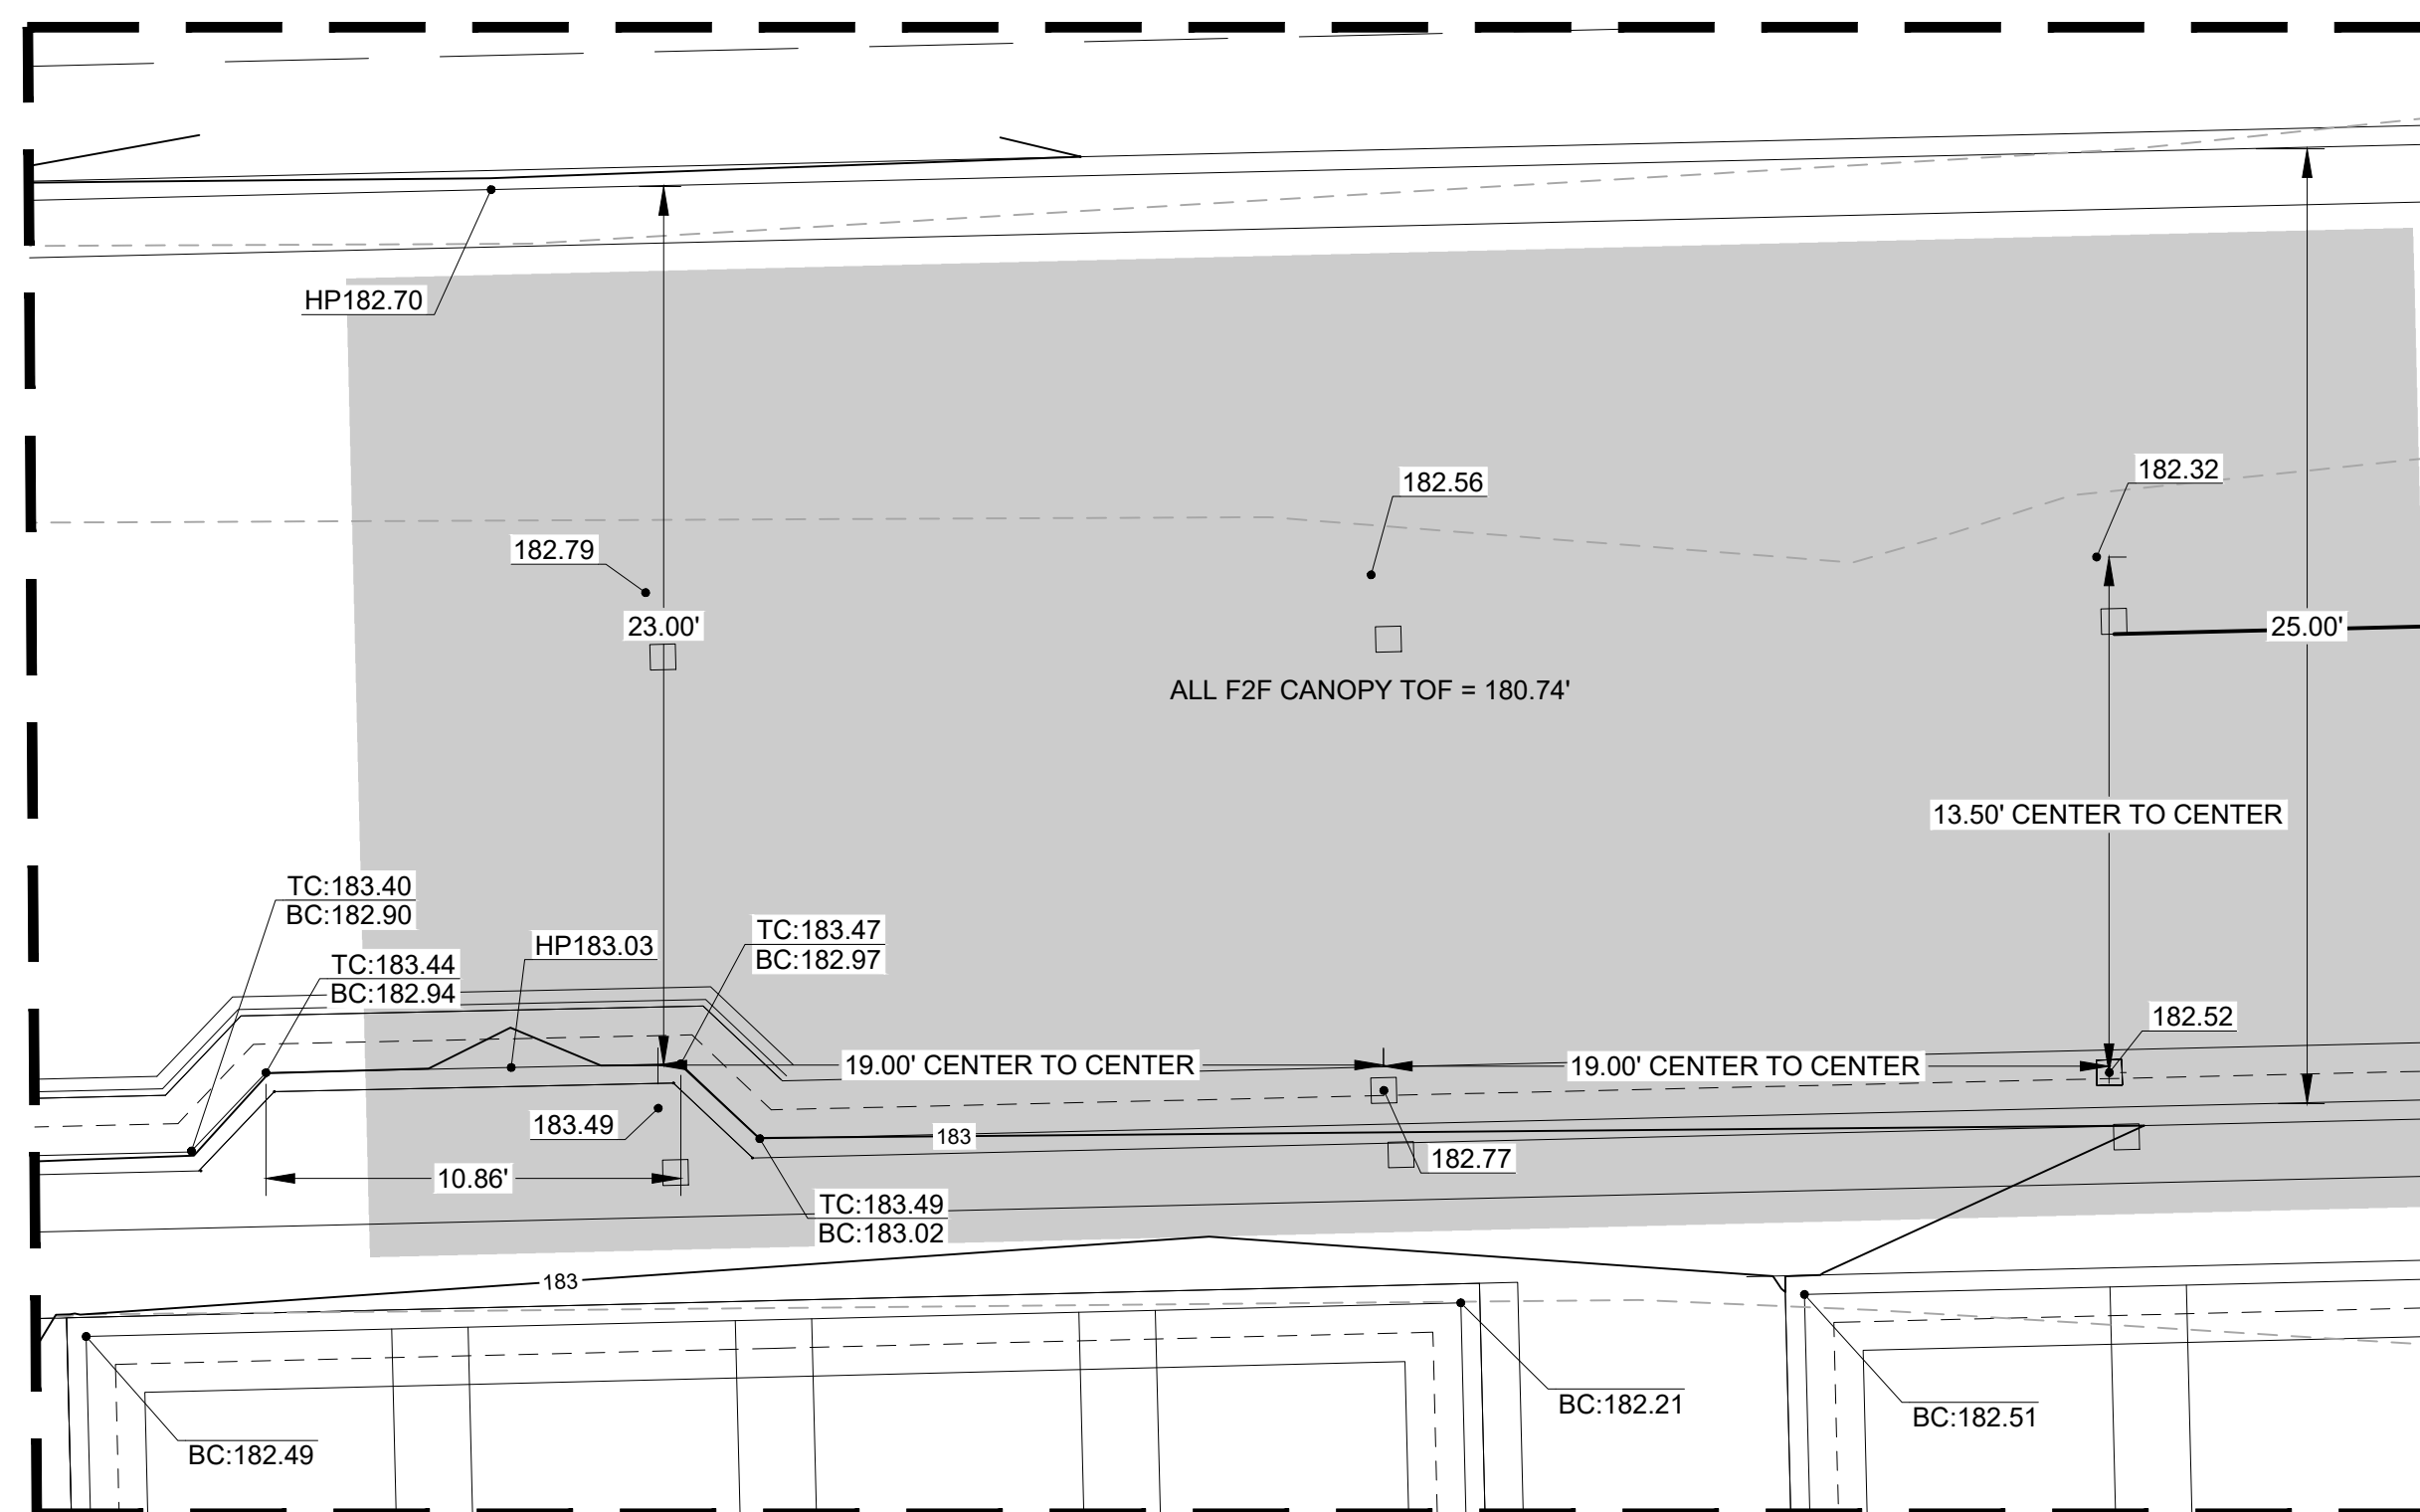 HP182.70
182.56
182.32
182.79
23.00'
25.00'
ALL F2F CANOPY TOF = 180.74'
13.50' CENTER TO CENTER
TC:183.40
BC:182.90
TC:183.47
BC:182.97
HP183.03
TC:183.44
BC:182.94
182.52
19.00' CENTER TO CENTER
19.00' CENTER TO CENTER
183.49
183
182.77
10.86'
TC:183.49
BC:183.02
183
BC:182.21
BC:182.51
BC:182.49